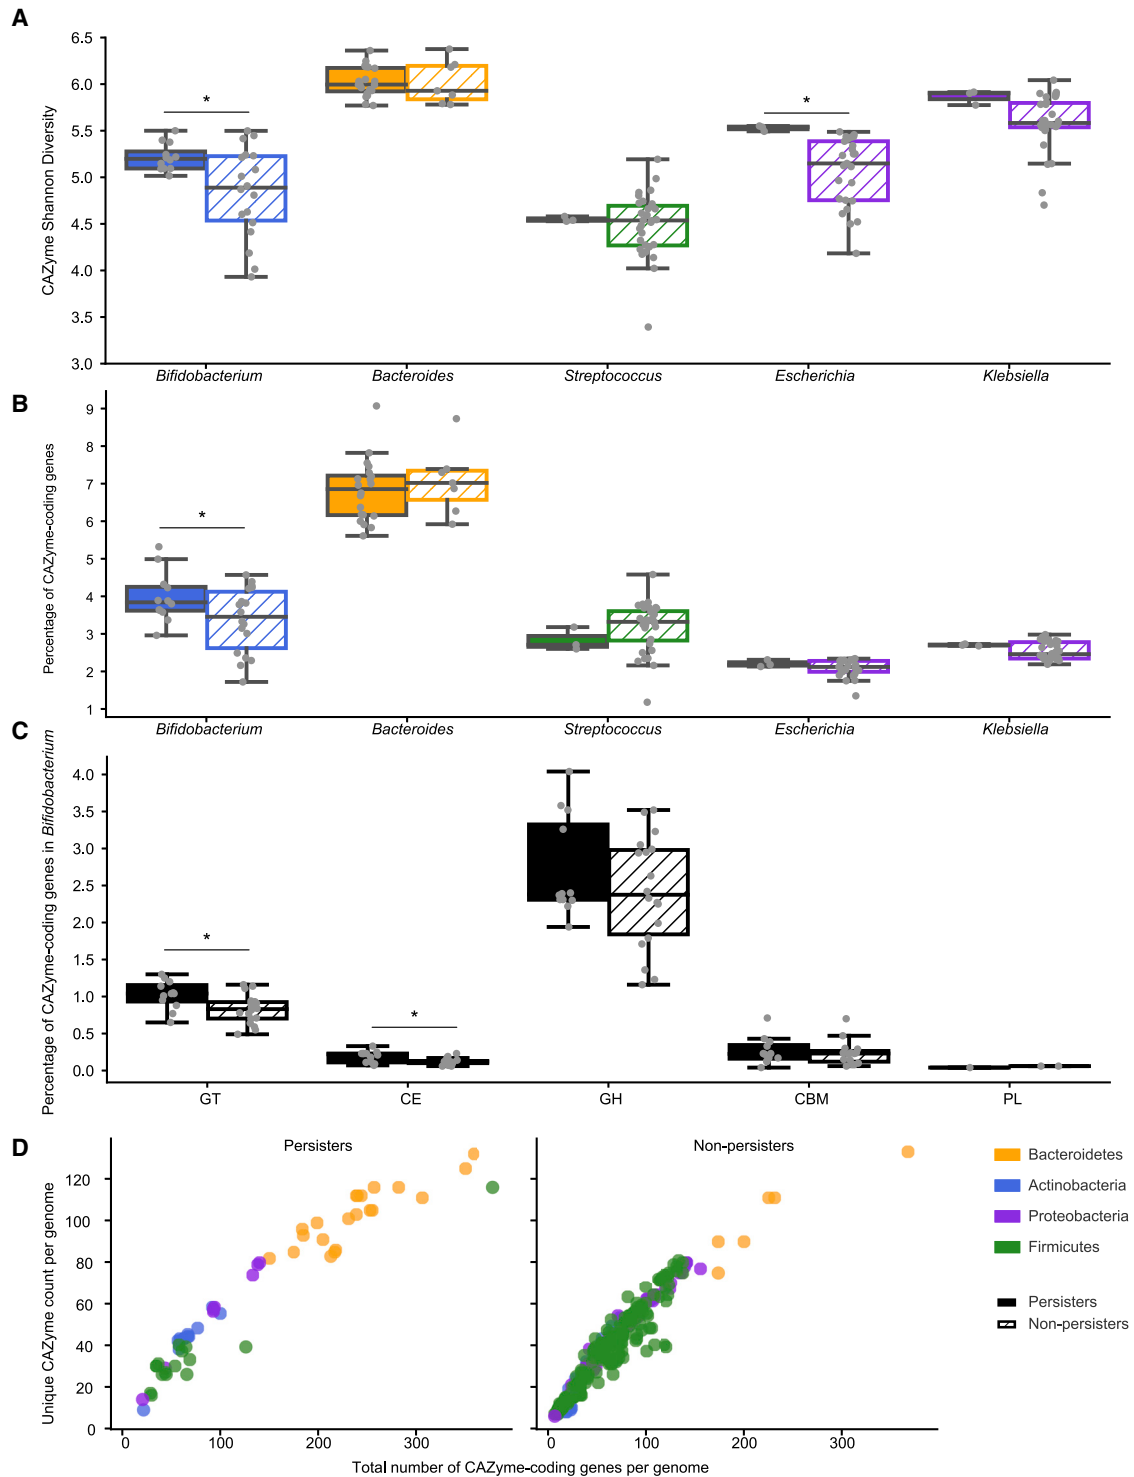 A
CAZyme Shannon Diversity
6.5
6.0
5.5
5.0
4.5
4.0
3.5
3.0
*
*
Bifidobacterium
Bacteroides
Streptococcus
Escherichia
Klebsiella
B
Percentage of CAZyme-coding genes
9
8
7
6
5
4
3
2
1
*
Bifidobacterium
Bacteroides
Streptococcus
Escherichia
Klebsiella
C
Percentage of CAZyme-coding genes in Bifidobacterium
4.0
3.5
3.0
2.5
2.0
1.5
1.0
0.5
0.0
*
*
GT
CE
GH
CBM
PL
D
Persisters
Non-persisters
Unique CAZyme count per genome
120
100
80
60
40
20
0
0
100
200
300
0
100
200
300
Total number of CAZyme-coding genes per genome
Bacteroidetes
Actinobacteria
Proteobacteria
Firmicutes
Persisters
Non-persisters